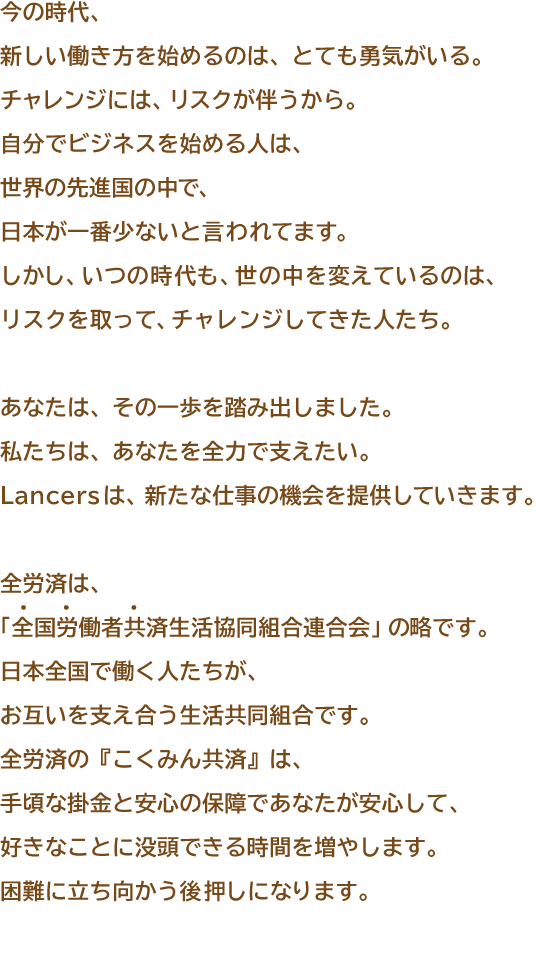 今の時代、
新しい働き方を始めるのは、とても勇気がいる。
チャレンジには、リスクが伴うから。
自分でビジネスを始める人は、
世界の先進国の中で、
日本が一番少ないと言われてます。
しかし、いつの時代も、世の中を変えているのは、
リスクを取って、チャレンジしてきた人たち。
あなたは、その一歩を踏み出しました。
私たちは、あなたを全力で支えたい。
Lancersは、新たな仕事の機会を提供していきます。
全労済は、
「全国労働者共済生活協同組合連合会」の略です。
日本全国で働く人たちが、
お互いを支え合う生活共同組合です。
全労済の『こくみん共済』は、
手頃な掛金と安心の保障であなたが安心して、
好きなことに没頭できる時間を増やします。
困難に立ち向かう後押しになります。